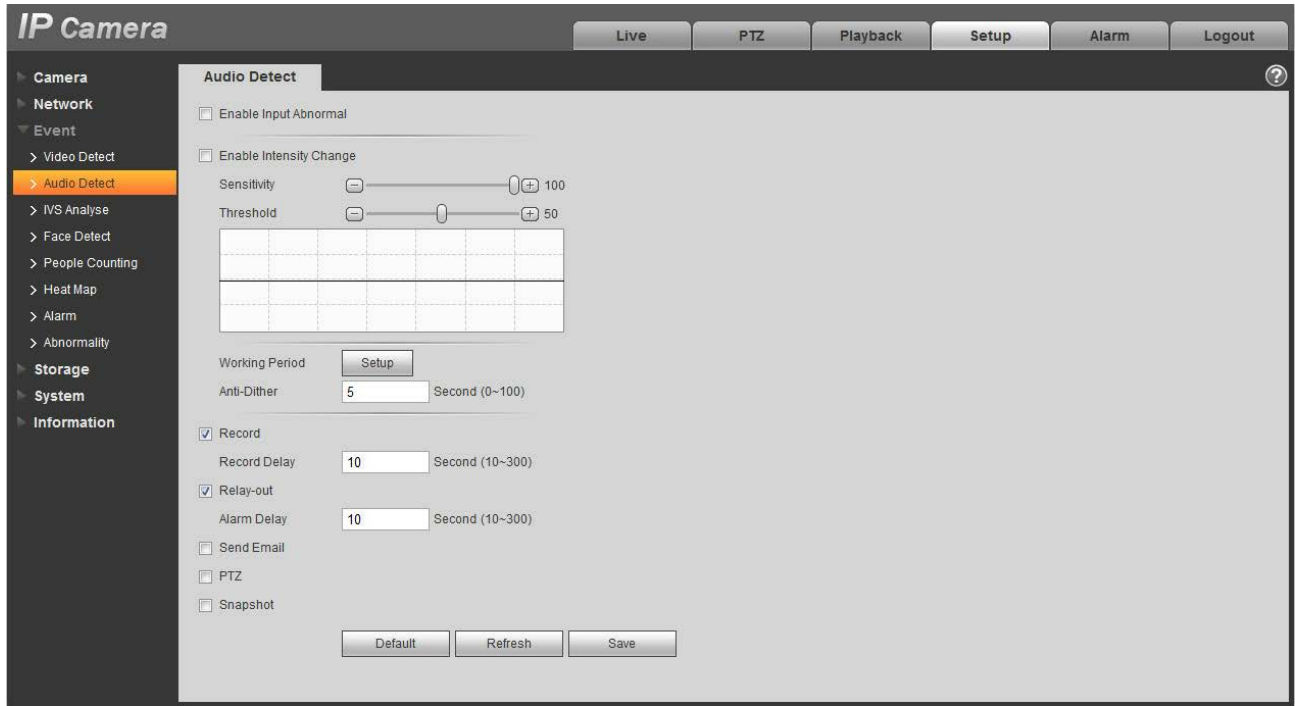 IP Camera
Live PTZ Playback Setup Alarm Logout
Camera
Network
Event
Video Detect
Audio Detect
IVS Analyse
Face Detect
People Counting
Heat Map
Alarm
Abnormality
Storage
System
Information
Audio Detect
?
Enable Input Abnormal
Enable Intensity Change
Sensitivity 100
Threshold 50
Working Period Setup
Anti-Dither 5 Second (0~100)
Record
Record Delay 10 Second (10~300)
Relay-out
Alarm Delay 10 Second (10~300)
Send Email
PTZ
Snapshot
Default Refresh Save